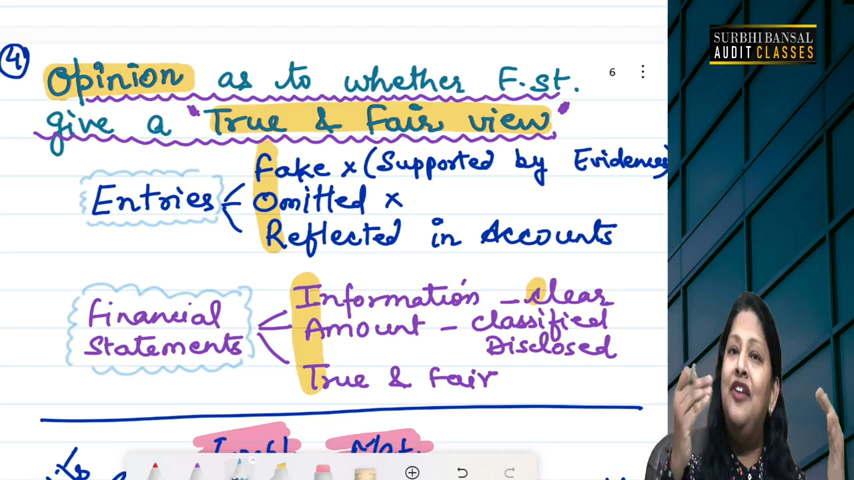 SURBHI BANSAL
AUDIT CLASSES
6
④
Opinion as to whether F.st.
give a "True & Fair view"
Entries
Fake × (Supported by Evidences)
Omitted ×
Reflected in Accounts
Financial
Statements
Information – clear
Amount – classified
Disclosed
True & fair